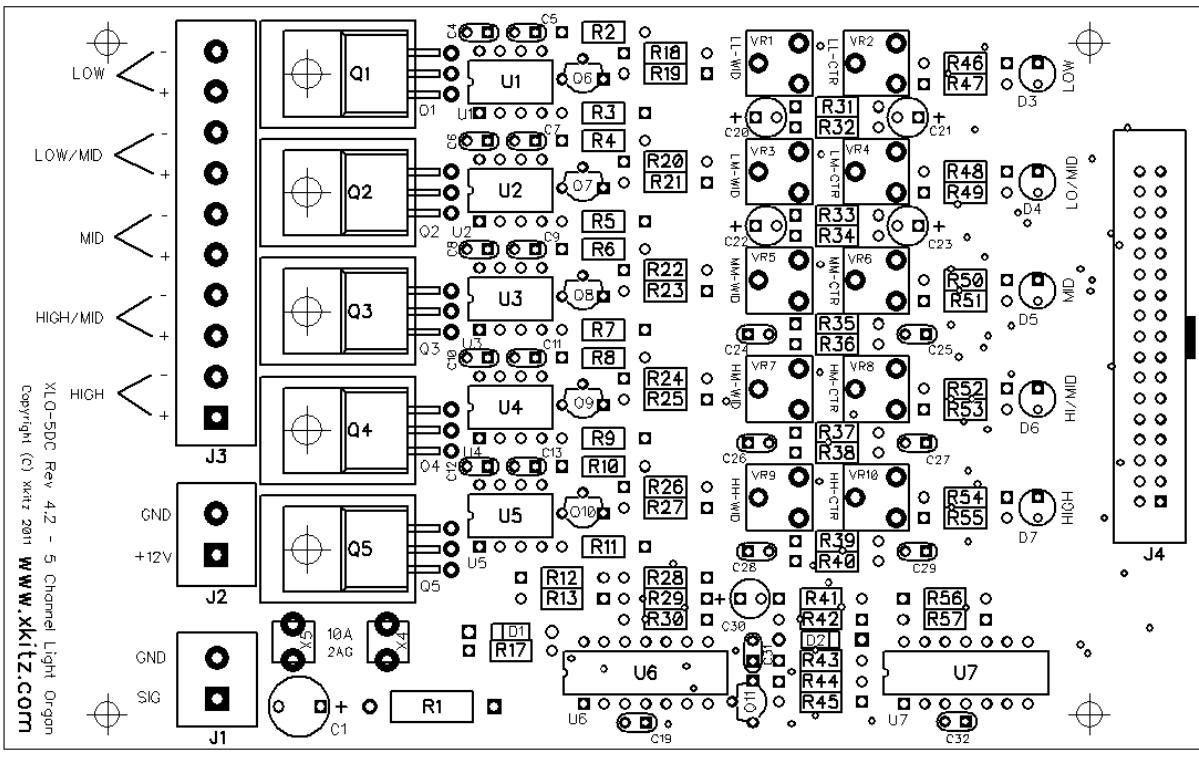 LOW - +
LOW/MID - +
MID - +
HIGH/MID - +
HIGH - +
J3
GND
+12V
J2
GND
SIG
J1
XLO-5DC Rev 4.2 - 5 Channel Light Organ
Copyright (C) Xkitz 2011 www.xkitz.com
Q1
Q1
Q2
Q2
Q3
Q3
Q4
Q4
Q5
Q5
X5
10A
2AG
X4
+
C1
R1
C4
C5
R2
R18
R19
U1
Q6
U1
R3
C6
C7
R4
R20
R21
U2
Q7
U2
R5
C8
C9
R6
R22
R23
U3
Q8
U3
R7
C10
C11
R8
R24
R25
U4
Q9
U4
R9
C12
C13
R10
R26
R27
U5
Q10
U5
R11
R12
R28
R13
R29
R30
D1
R17
U6
U6
C19
VR1
LL-WID
LL-CTR
VR2
R46
R47
D3
LOW
+
C20
R31
R32
+
C21
VR3
LM-WID
LM-CTR
VR4
R48
R49
D4
LO/MID
+
C22
R33
R34
+
C23
VR5
MM-WID
MM-CTR
VR6
R50
R51
D5
MID
C24
R35
R36
C25
VR7
HM-WID
HM-CTR
VR8
R52
R53
D6
HI/MID
C26
R37
R38
C27
VR9
HH-WID
HH-CTR
VR10
R54
R55
D7
HIGH
C28
R39
R40
C29
+
C30
R41
R42
D2
C31
R43
R44
R45
Q11
R56
R57
U7
U7
C32
J4